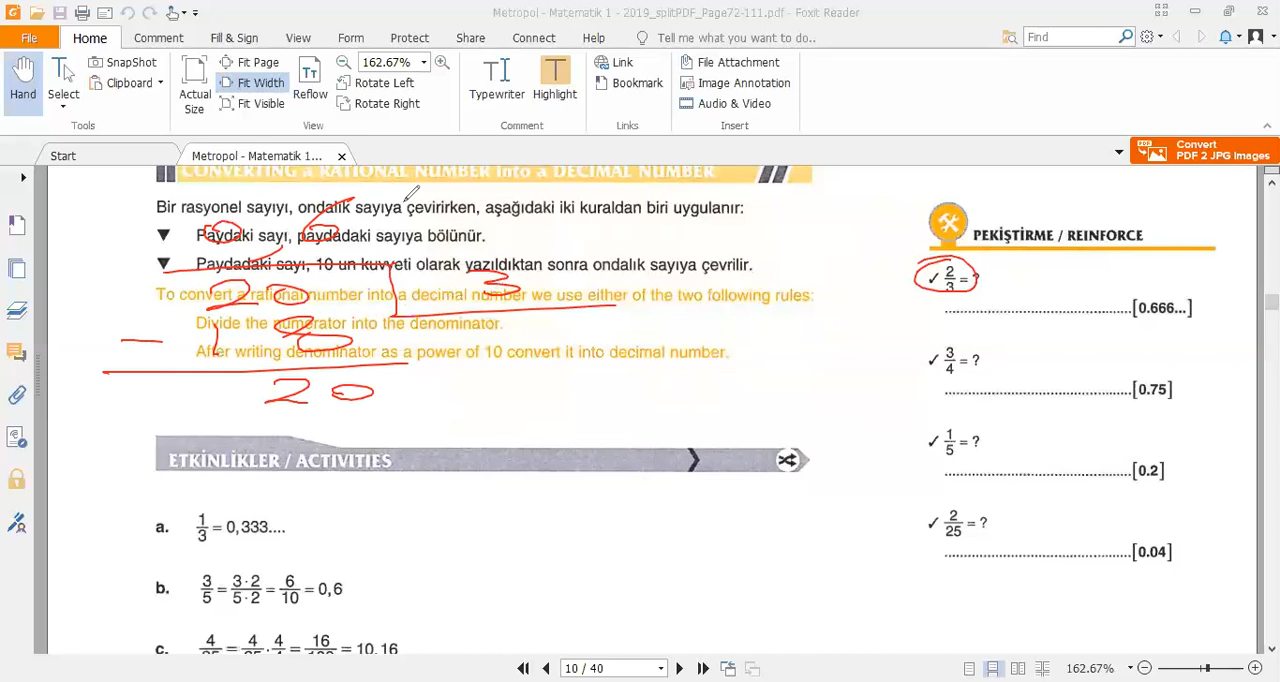 Metropol - Matematik 1 - 2019_splitPDF_Page72-111.pdf - Foxit Reader
File Home Comment Fill & Sign View Form Protect Share Connect Help Tell me what you want to do.. Find
Hand Select SnapShot Clipboard Actual Size Fit Page Fit Width Fit Visible Reflow 162.67% Rotate Left Rotate Right Typewriter Highlight Link Bookmark File Attachment Image Annotation Audio & Video
Tools View Comment Links Insert
Start Metropol - Matematik 1... Convert PDF 2 JPG Images
CONVERTING a RATIONAL NUMBER into a DECIMAL NUMBER
Bir rasyonel sayıyı, ondalık sayıya çevirirken, aşağıdaki iki kuraldan biri uygulanır:
▼ Paydaki sayı, paydadaki sayıya bölünür.
▼ Paydadaki sayı, 10 un kuvveti olarak yazıldıktan sonra ondalık sayıya çevrilir.
To convert a rational number into a decimal number we use either of the two following rules:
Divide the numerator into the denominator.
After writing denominator as a power of 10 convert it into decimal number.
0,6
20 3
- 18
20
ETKİNLİKLER / ACTIVITIES
a. 1/3 = 0,333....
b. 3/5 = 3·2/5·2 = 6/10 = 0,6
PEKİŞTİRME / REINFORCE
✓ 2/3 = ?
[0.666...]
✓ 3/4 = ?
[0.75]
✓ 1/5 = ?
[0.2]
✓ 2/25 = ?
[0.04]
10 / 40 162.67%